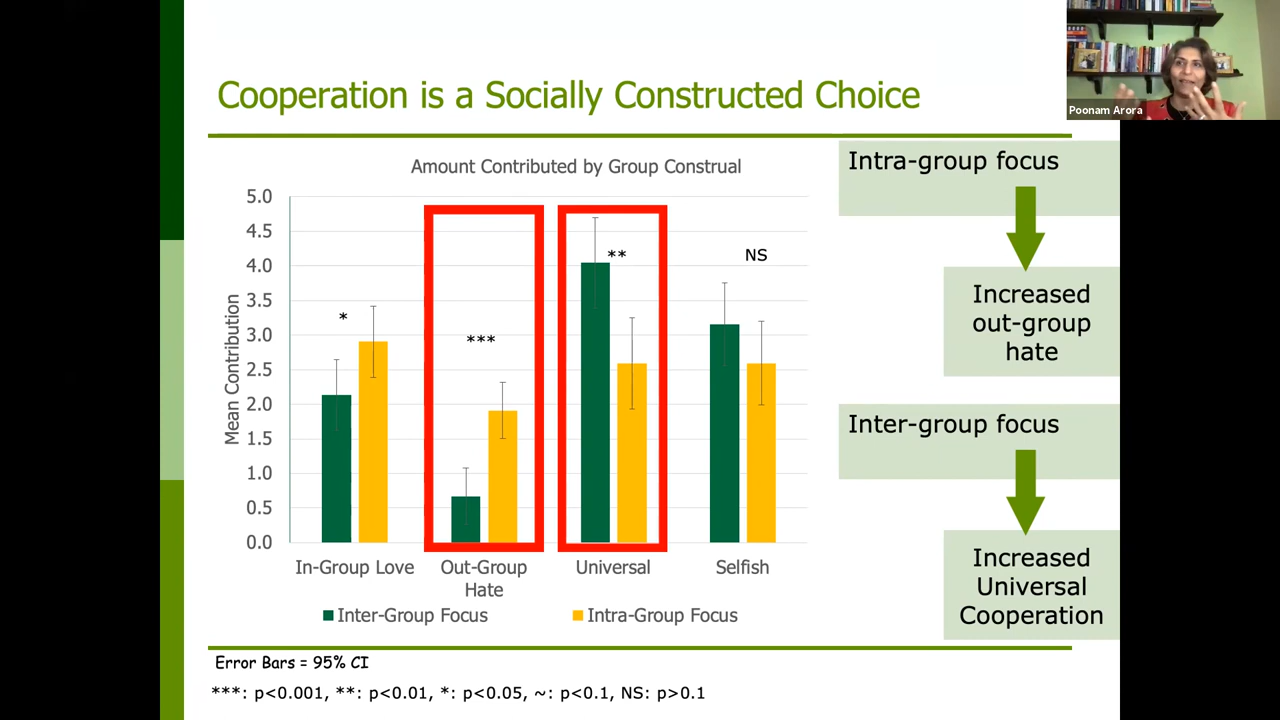 Cooperation is a Socially Constructed Choice
Poonam Arora
Amount Contributed by Group Construal
Mean Contribution
5.0
4.5
4.0
3.5
3.0
2.5
2.0
1.5
1.0
0.5
0.0
*
***
**
NS
In-Group Love
Out-Group
Hate
Universal
Selfish
Inter-Group Focus
Intra-Group Focus
Intra-group focus
Increased
out-group
hate
Inter-group focus
Increased
Universal
Cooperation
Error Bars = 95% CI
***: p<0.001, **: p<0.01, *: p<0.05, ~: p<0.1, NS: p>0.1